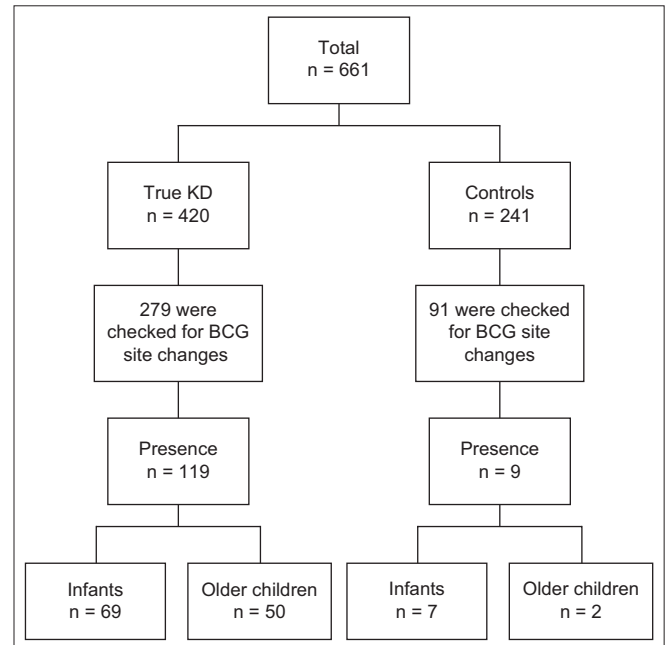 Total
n = 661
True KD
n = 420
Controls
n = 241
279 were
checked for BCG
site changes
91 were checked
for BCG site
changes
Presence
n = 119
Presence
n = 9
Infants
n = 69
Older children
n = 50
Infants
n = 7
Older children
n = 2